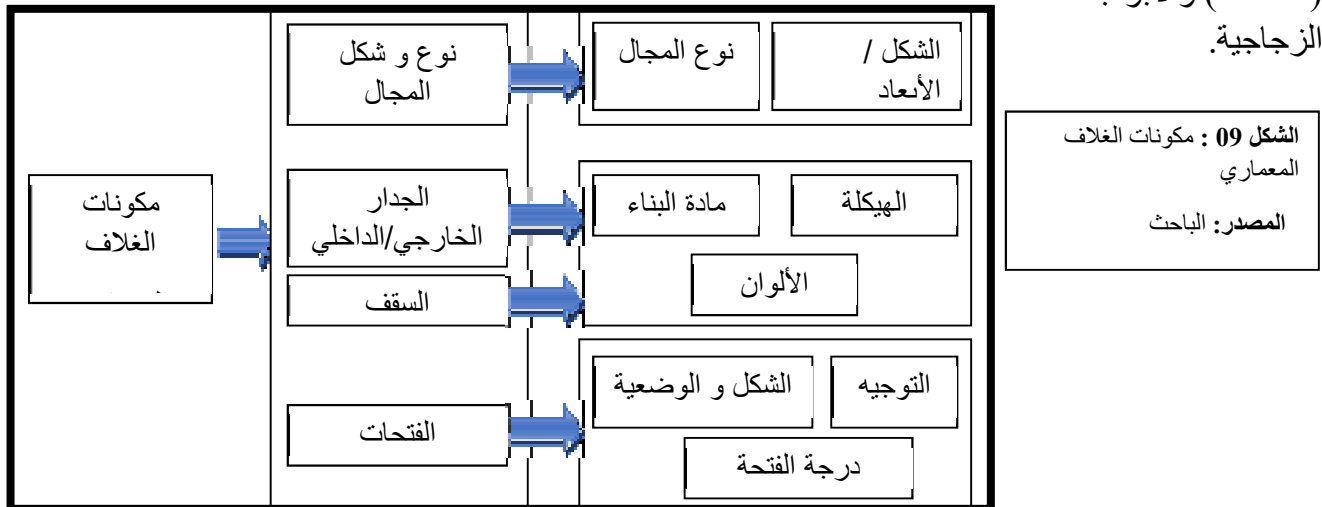 الزجاجية.
نوع و شكل
المجال
نوع المجال
الشكل /
الأبعاد
الشكل 09 : مكونات الغلاف
المعماري
المصدر: الباحث
مكونات
الغلاف
الجدار
الخارجي/الداخلي
مادة البناء
الهيكلة
الألوان
السقف
الفتحات
الشكل و الوضعية
التوجيه
درجة الفتحة